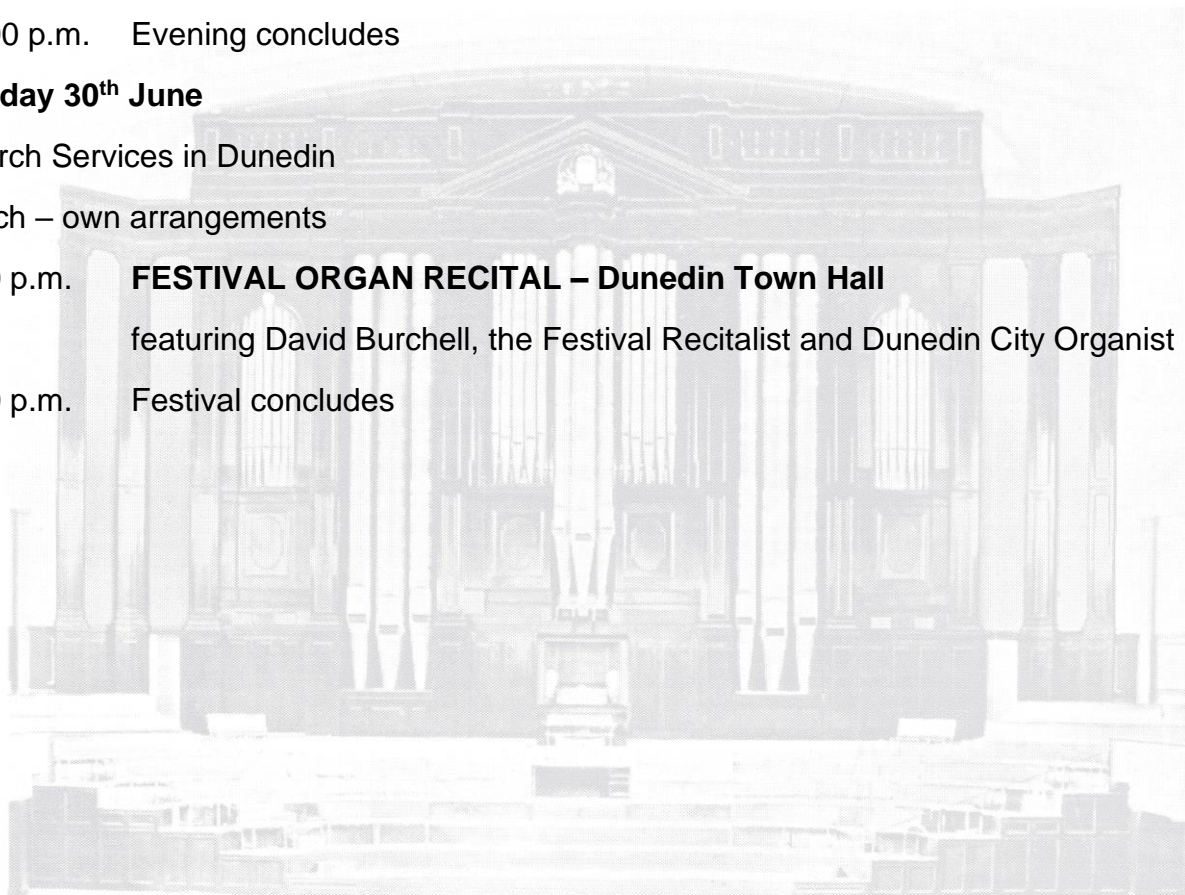 00 p.m. Evening concludes
day 30th June
rch Services in Dunedin
ch – own arrangements
p.m. FESTIVAL ORGAN RECITAL – Dunedin Town Hall
featuring David Burchell, the Festival Recitalist and Dunedin City Organist
p.m. Festival concludes